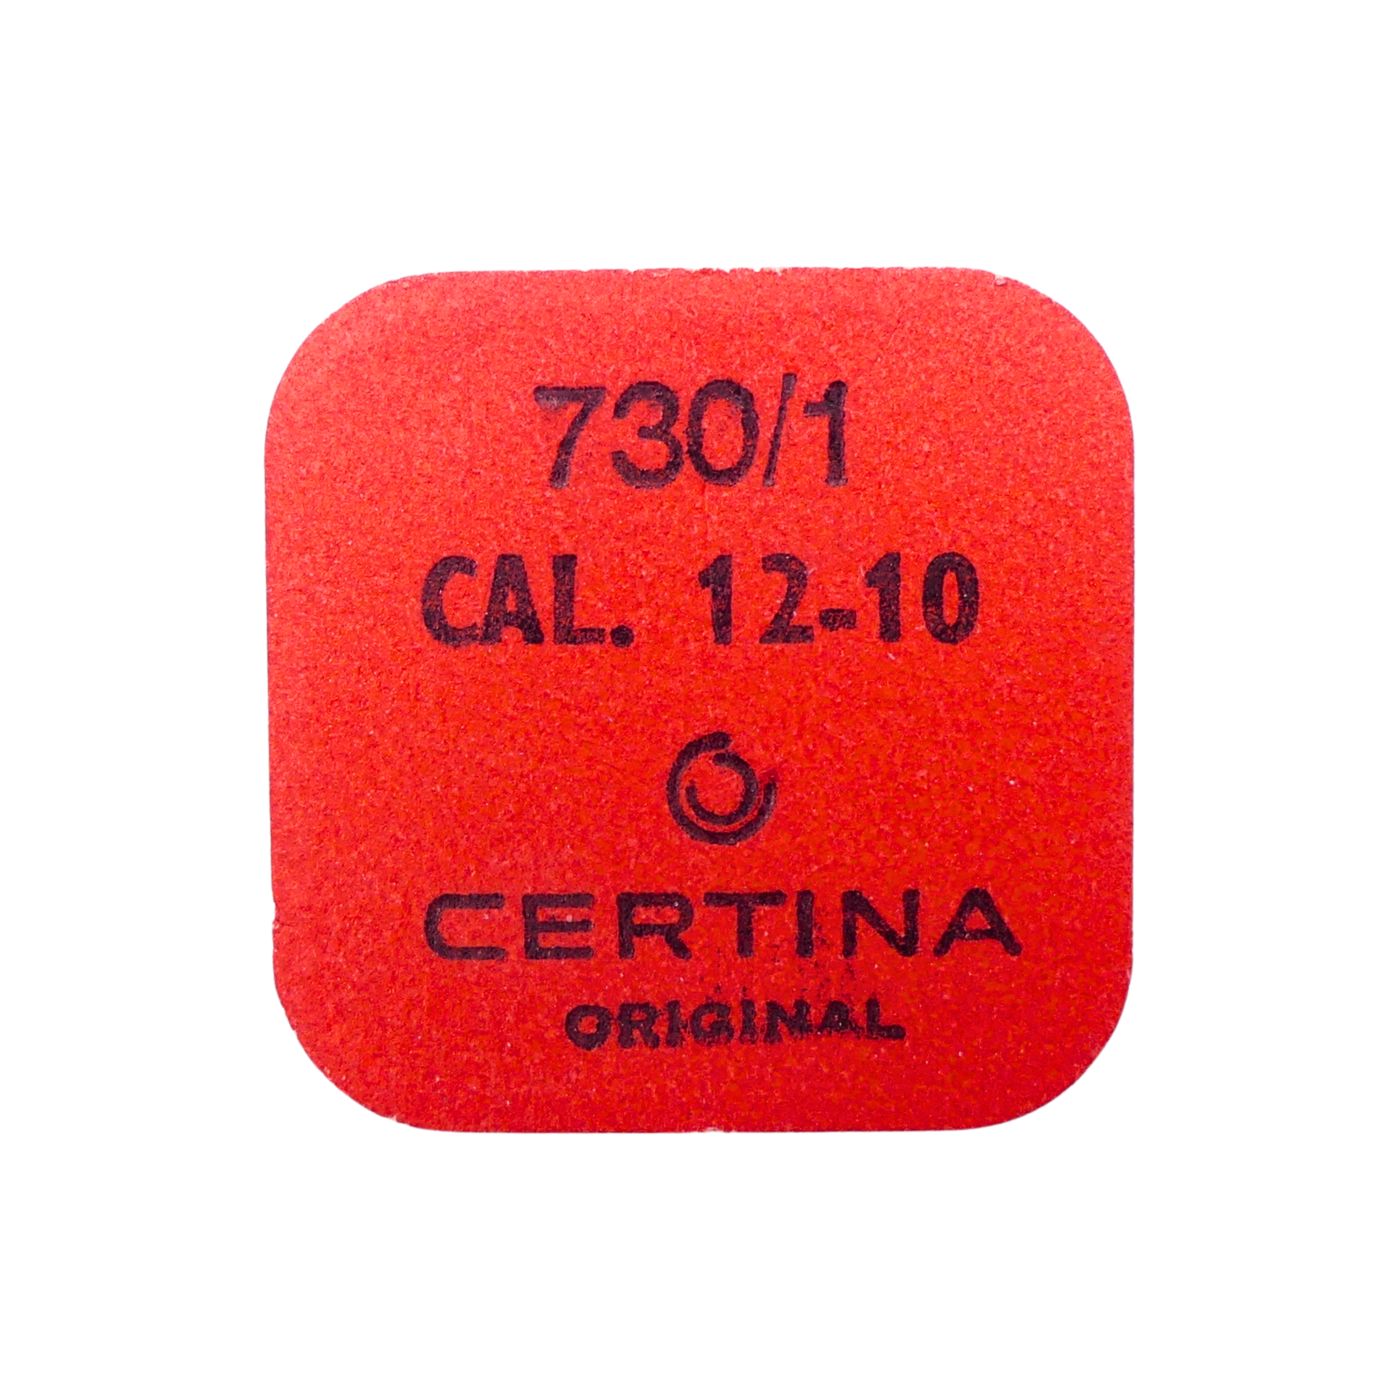 730/1
CAL. 12-10
CERTINA
ORIGINAL